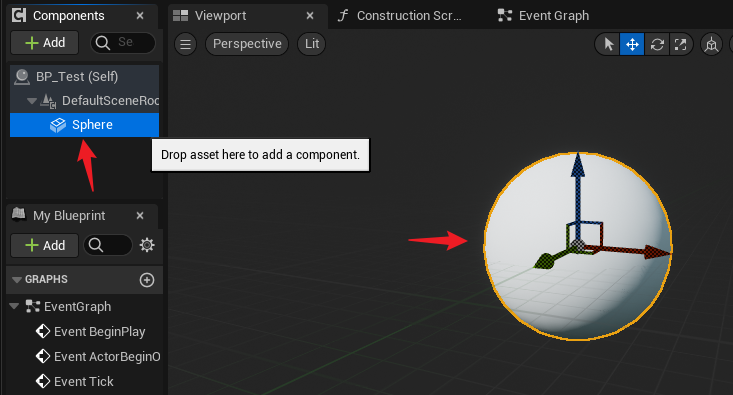 Components
Viewport
Construction Scr...
Event Graph
Add
Se
Perspective
Lit
BP_Test (Self)
DefaultSceneRoo
Sphere
Drop asset here to add a component.
My Blueprint
Add
GRAPHS
EventGraph
Event BeginPlay
Event ActorBeginO
Event Tick